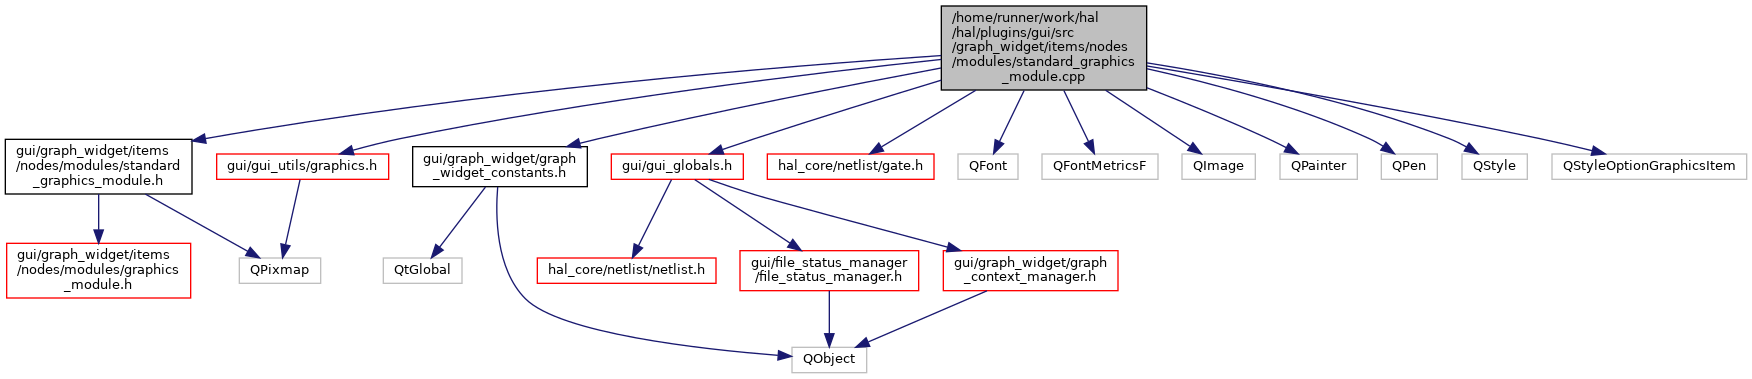 /home/runner/work/hal
/hal/plugins/gui/src
/graph_widget/items/nodes
/modules/standard_graphics
_module.cpp
gui/graph_widget/items
/nodes/modules/standard
_graphics_module.h
gui/gui_utils/graphics.h
gui/graph_widget/graph
_widget_constants.h
gui/gui_globals.h
hal_core/netlist/gate.h
QFont
QFontMetricsF
QImage
QPainter
QPen
QStyle
QStyleOptionGraphicsItem
gui/graph_widget/items
/nodes/modules/graphics
_module.h
QPixmap
QtGlobal
hal_core/netlist/netlist.h
gui/file_status_manager
/file_status_manager.h
gui/graph_widget/graph
_context_manager.h
QObject